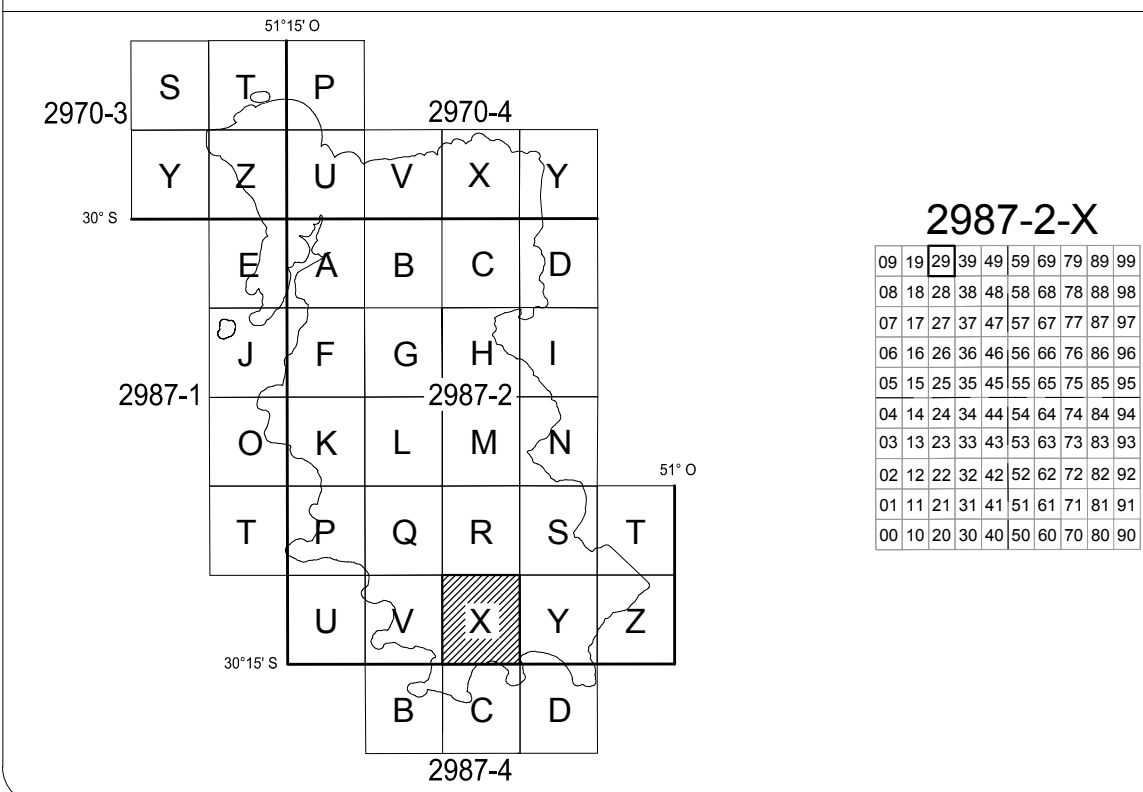 51°15' O
S T P
2970-3 2970-4
Y Z U V X Y
30° S
E A B C D
J F G H I
2987-1 2987-2
O K L M N
51° O
T P Q R S T
U V X Y Z
30°15' S
B C D
2987-4
2987-2-X
09 19 29 39 49 59 69 79 89 99
08 18 28 38 48 58 68 78 88 98
07 17 27 37 47 57 67 77 87 97
06 16 26 36 46 56 66 76 86 96
05 15 25 35 45 55 65 75 85 95
04 14 24 34 44 54 64 74 84 94
03 13 23 33 43 53 63 73 83 93
02 12 22 32 42 52 62 72 82 92
01 11 21 31 41 51 61 71 81 91
00 10 20 30 40 50 60 70 80 90